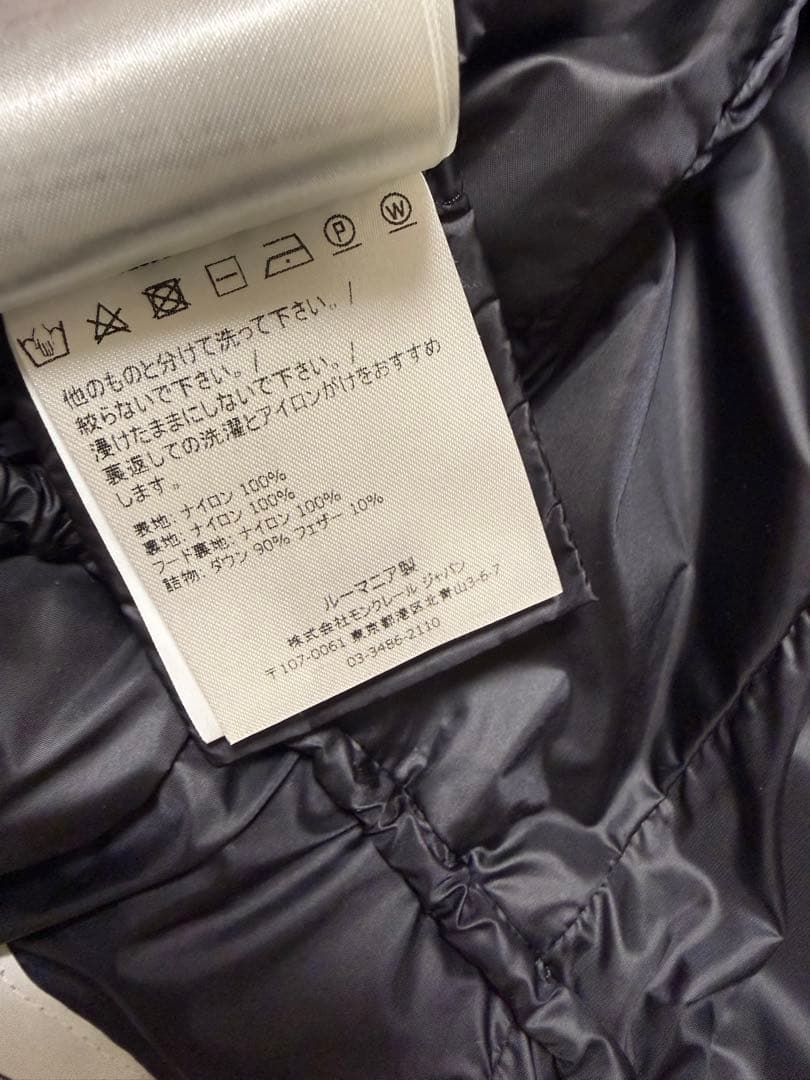 P W
他のものと分けて洗って下さい。/
絞らないで下さい。/
浸けたままにしないで下さい。/
裏返しての洗濯とアイロンがけをおすすめ
します。
表地: ナイロン 100%
裏地: ナイロン 100%
フード裏地: ナイロン 100%
詰物: ダウン 90% フェザー 10%
ルーマニア製
株式会社モンクレール ジャパン
〒107-0061 東京都港区北青山3-6-7
03-3486-2110